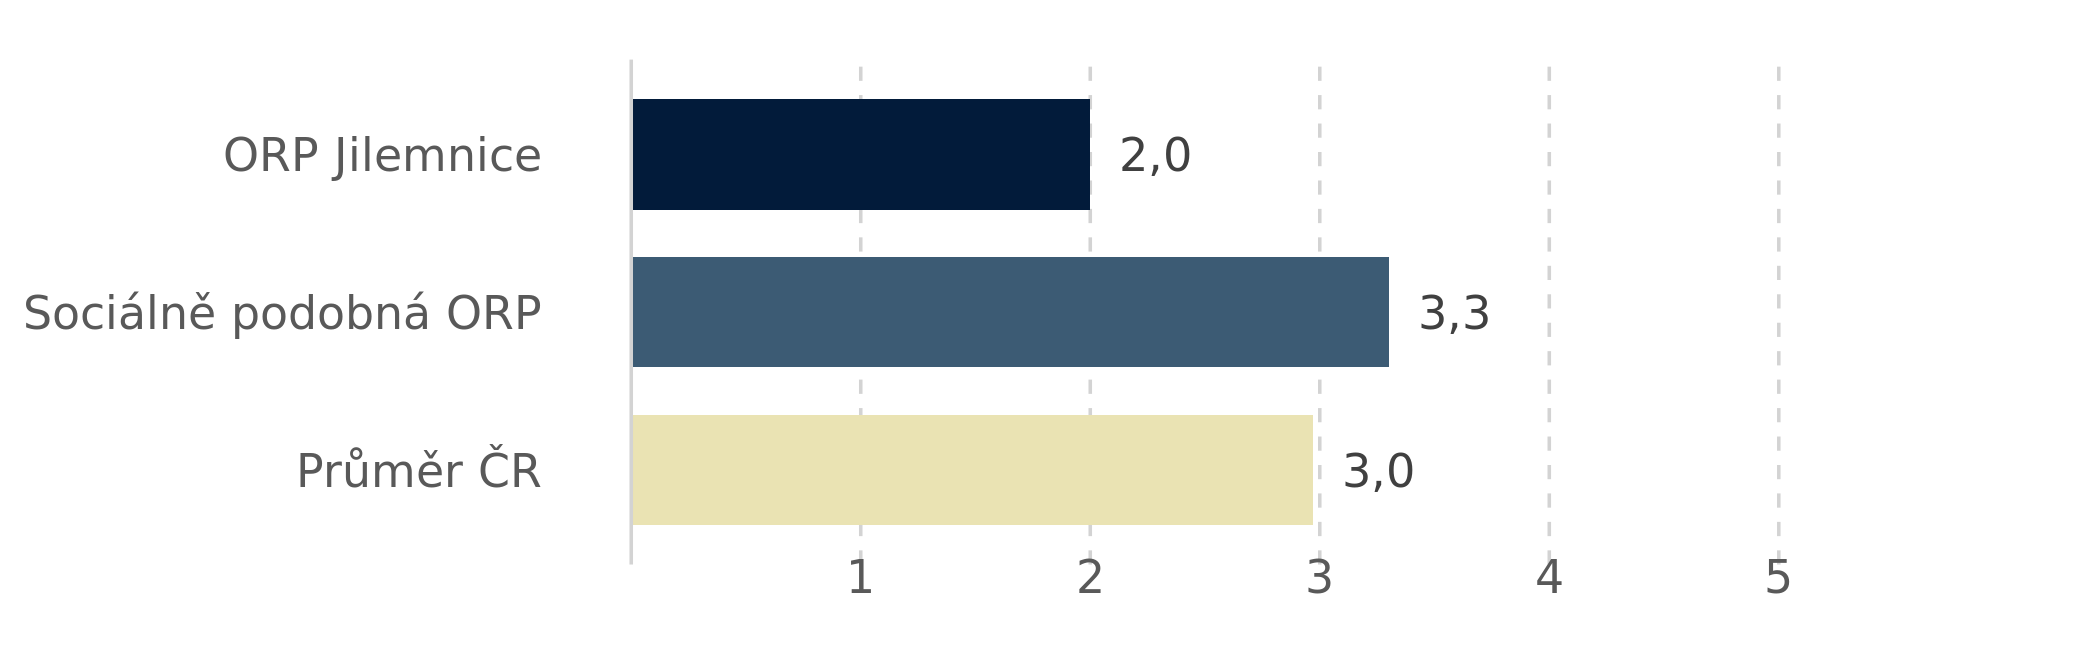 ORP Jilemnice 2,0
Sociálně podobná ORP 3,3
Průměr ČR 3,0
1 2 3 4 5